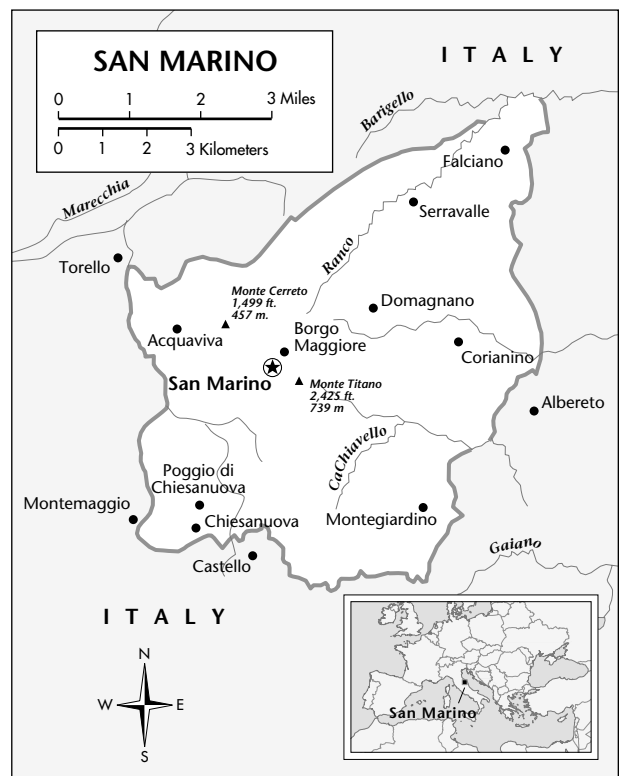 SAN MARINO
0 1 2 3 Miles
0 1 2 3 Kilometers
I T A L Y
Barigello
Falciano
Marecchia
Serravalle
Torello
Ranco
Monte Cerreto
1,499 ft.
457 m.
Domagnano
Acquaviva
Borgo
Maggiore
Corianino
San Marino
Monte Titano
2,425 ft.
739 m
Albereto
CaChiavello
Poggio di
Chiesanuova
Montemaggio
Chiesanuova
Montegiardino
Castello
Gaiano
I T A L Y
N
W E
S
San Marino